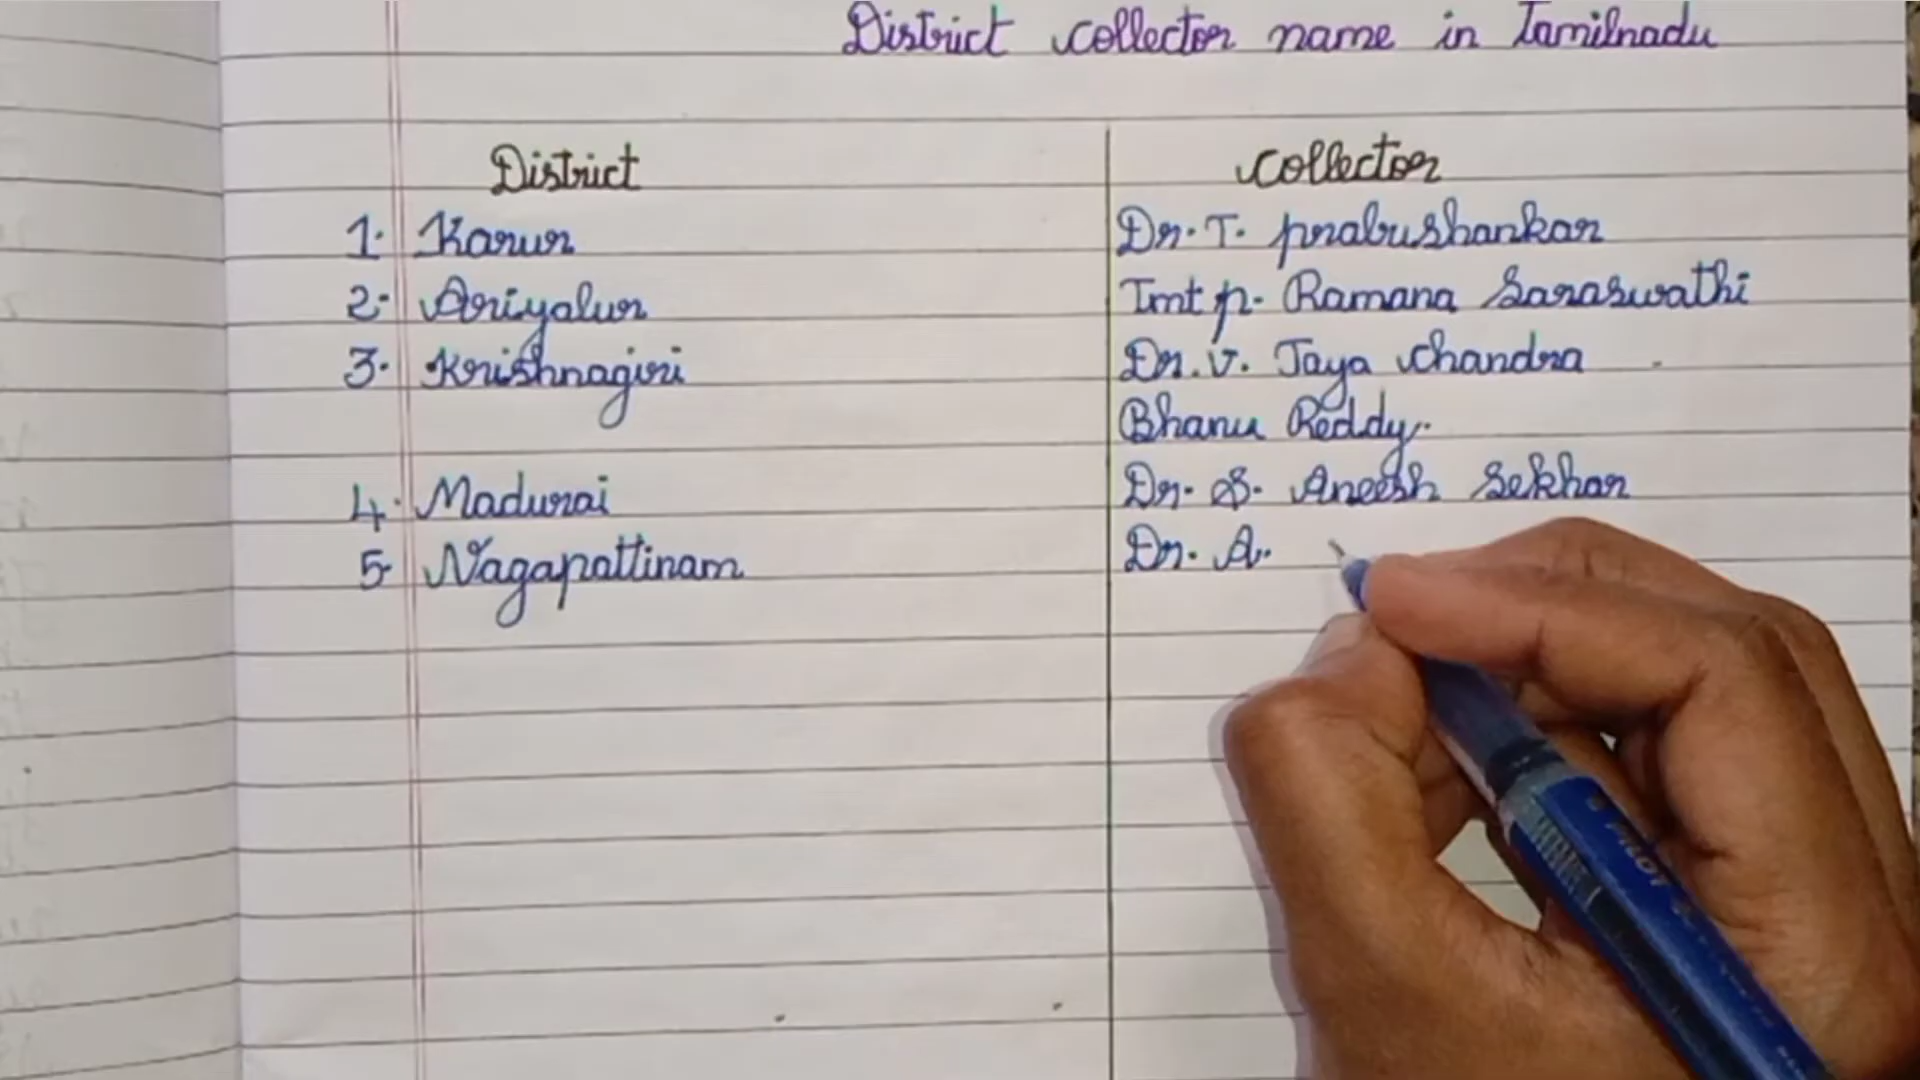 District collector name in Tamilnadu
District collector
1. Karur Dr. T. prabushankar
2. Ariyalur Tmt p. Ramana Saraswathi
3. Krishnagiri Dr. V. Jaya chandra
Bhanu Reddy.
4. Madurai Dr. S. Aneesh Sekhar
5. Nagapattinam Dr. A.
PILOT